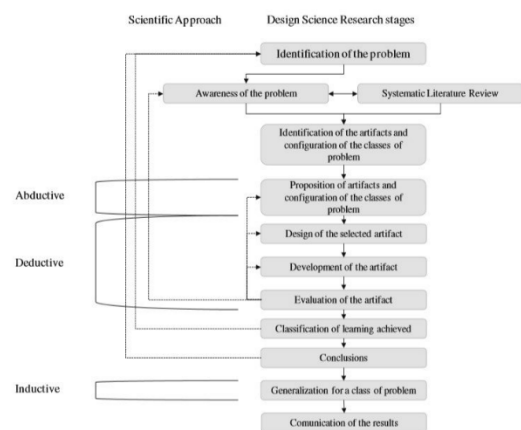 Scientific Approach
Design Science Research stages
Identification of the problem
Awareness of the problem
Systematic Literature Review
Identification of the artifacts and
configuration of the classes of
problem
Abductive
Proposition of artifacts and
configuration of the classes of
problem
Design of the selected artifact
Deductive
Development of the artifact
Evaluation of the artifact
Classification of learning achieved
Conclusions
Inductive
Generalization for a class of problem
Comunication of the results